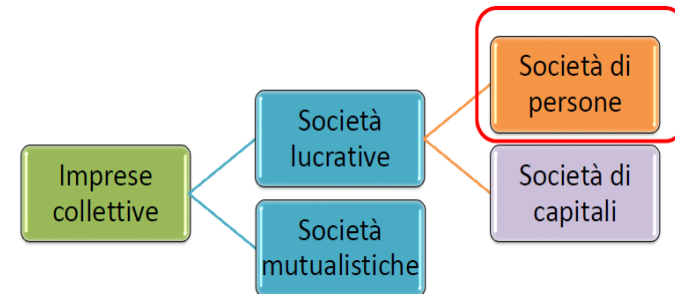 Imprese
collettive
Società
lucrative
Società
mutualistiche
Società di
persone
Società di
capitali